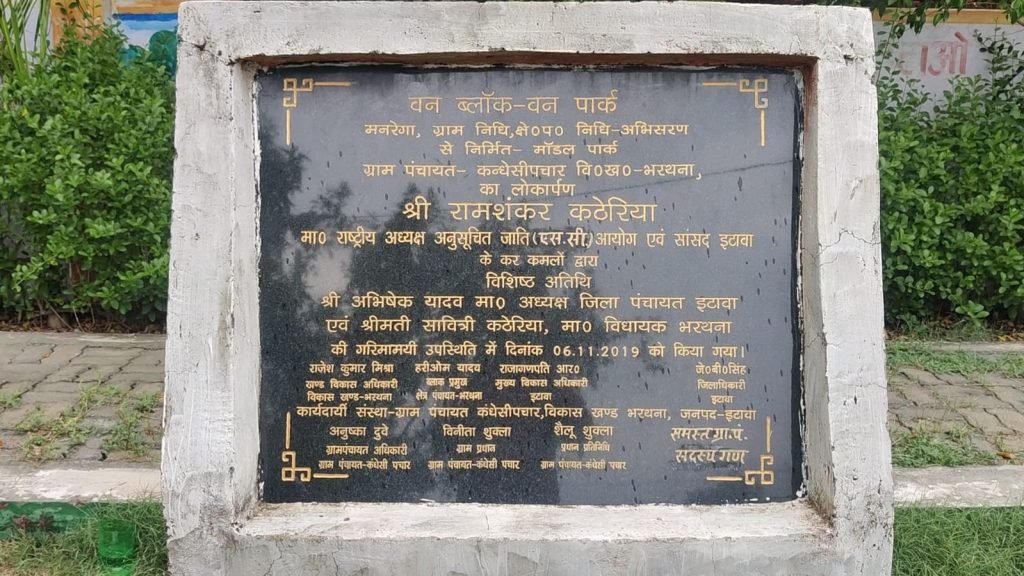 ाओ
वन ब्लॉक-वन पार्क
मनरेगा, ग्राम निधि,क्षे०प० निधि-अभिसरण
से निर्मित- मॉडल पार्क
ग्राम पंचायत- कन्धेसीपचार वि०ख०-भरथना,
का लोकार्पण
श्री रामशंकर कठेरिया
मा० राष्ट्रीय अध्यक्ष अनुसूचित जाति(एस.सी) आयोग एवं सांसद इटावा
के कर कमलों द्वारा
विशिष्ट अतिथि
श्री अभिषेक यादव मा० अध्यक्ष जिला पंचायत इटावा
एवं श्रीमती सावित्री कठेरिया, मा० विधायक भरथना
की गरिमामयी उपस्थिति में दिनांक 06.11.2019 को किया गया।
राजेश कुमार मिश्रा हरीओम यादव राजागणपति आर० जे०बी०सिंह
खण्ड विकास अधिकारी ब्लाक प्रमुख मुख्य विकास अधिकारी जिलाधिकारी
विकास खण्ड-भरथना क्षेत्र पंचायत-भरथना इटावा इटावा
कार्यदायी संस्था-ग्राम पंचायत कंधेसीपचार,विकास खण्ड भरथना, जनपद-इटावा
अनुष्का दुवे विनीता शुक्ला शैलू शुक्ला समस्त ग्रा.पं.
ग्रामपंचायत अधिकारी ग्राम प्रधान प्रधान प्रतिनिधि सदस्य गण
ग्राम पंचायत-कंधेसी पचार ग्राम पंचायत-कंधेसी पचार ग्राम पंचायत-कंधेसी पचार